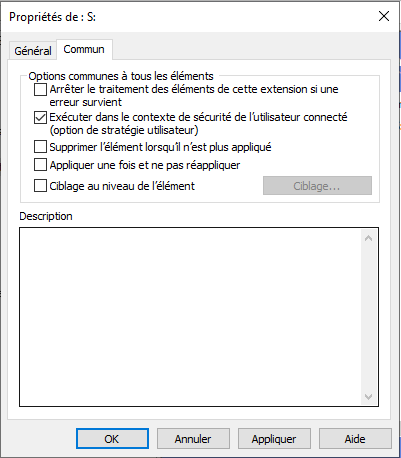 Propriétés de : S:
Général
Commun
Options communes à tous les éléments
Arrêter le traitement des éléments de cette extension si une
erreur survient
Exécuter dans le contexte de sécurité de l'utilisateur connecté
(option de stratégie utilisateur)
Supprimer l'élément lorsqu'il n'est plus appliqué
Appliquer une fois et ne pas réappliquer
Ciblage au niveau de l'élément
Ciblage...
Description
OK
Annuler
Appliquer
Aide